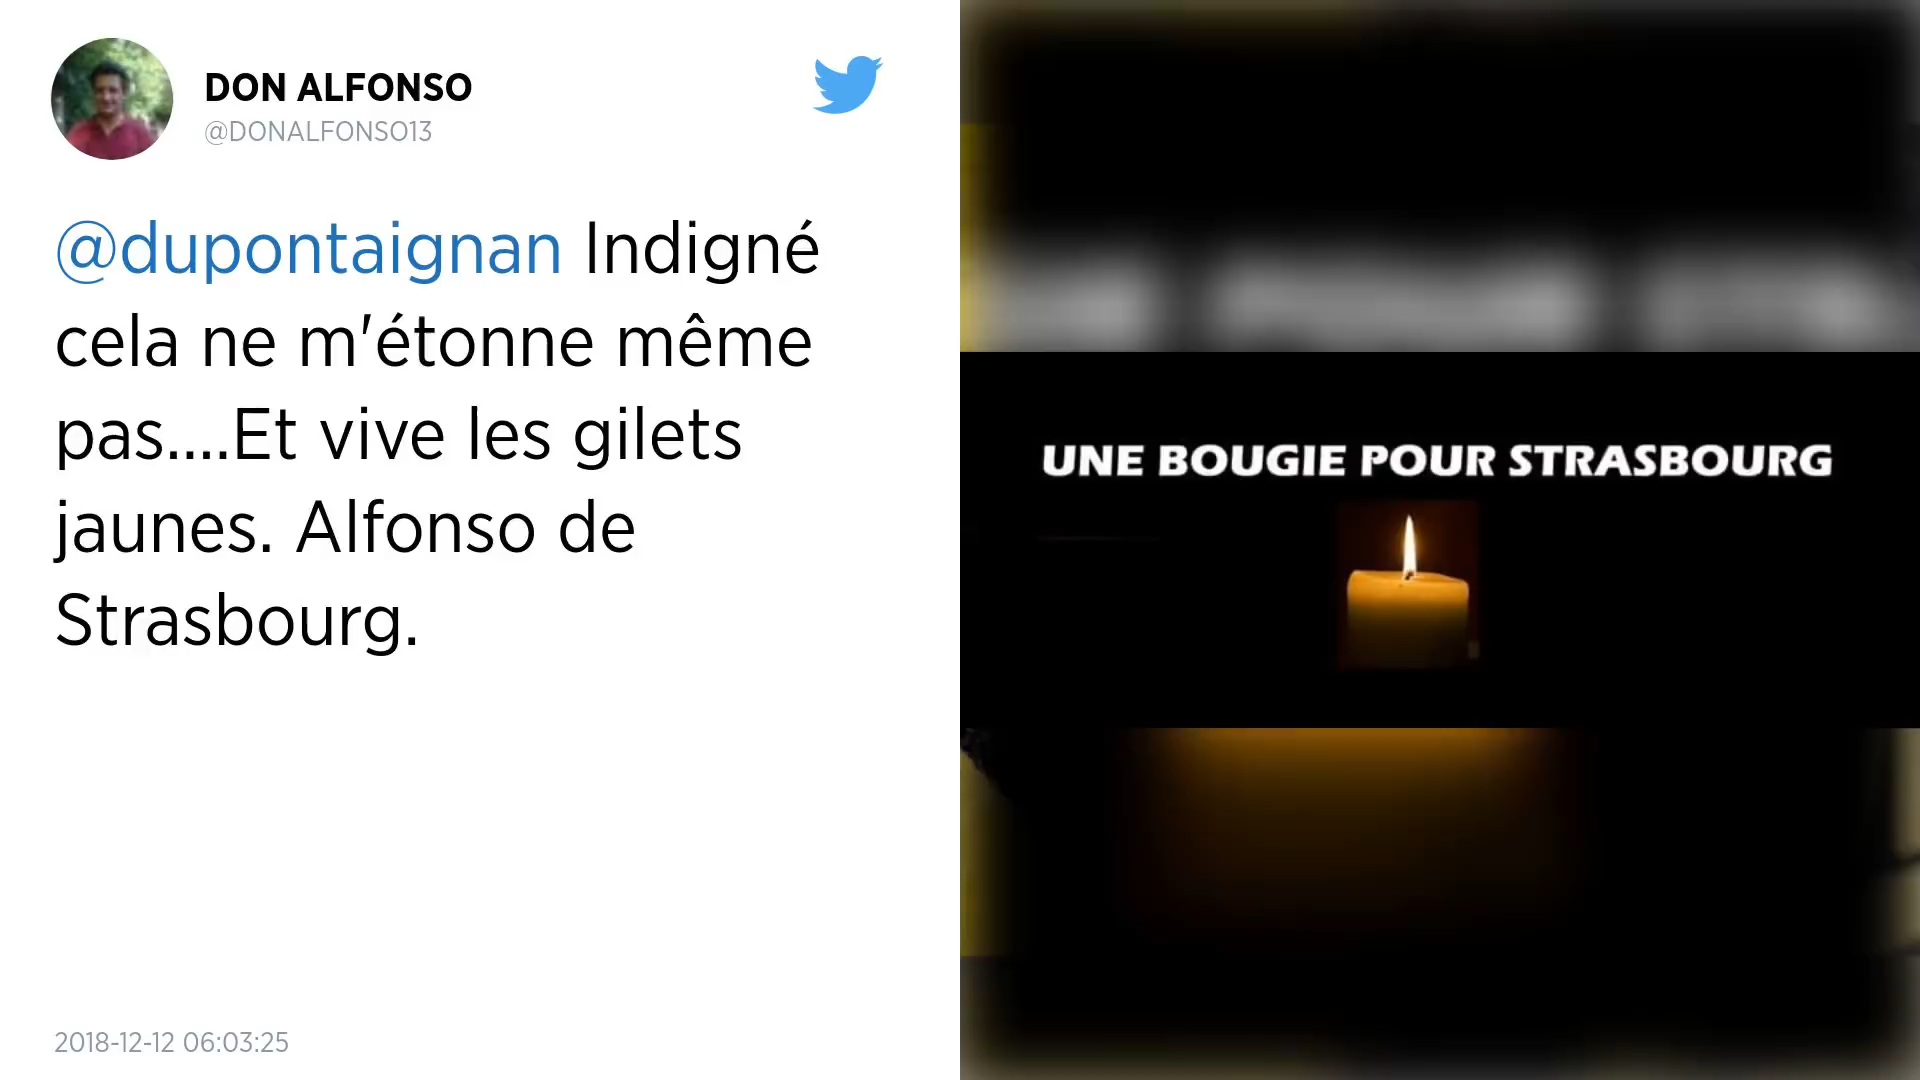 DON ALFONSO
@DONALFONSO13
@dupontaignan Indigné
cela ne m'étonne même
pas....Et vive les gilets
jaunes. Alfonso de
Strasbourg.
2018-12-12 06:03:25
UNE BOUGIE POUR STRASBOURG